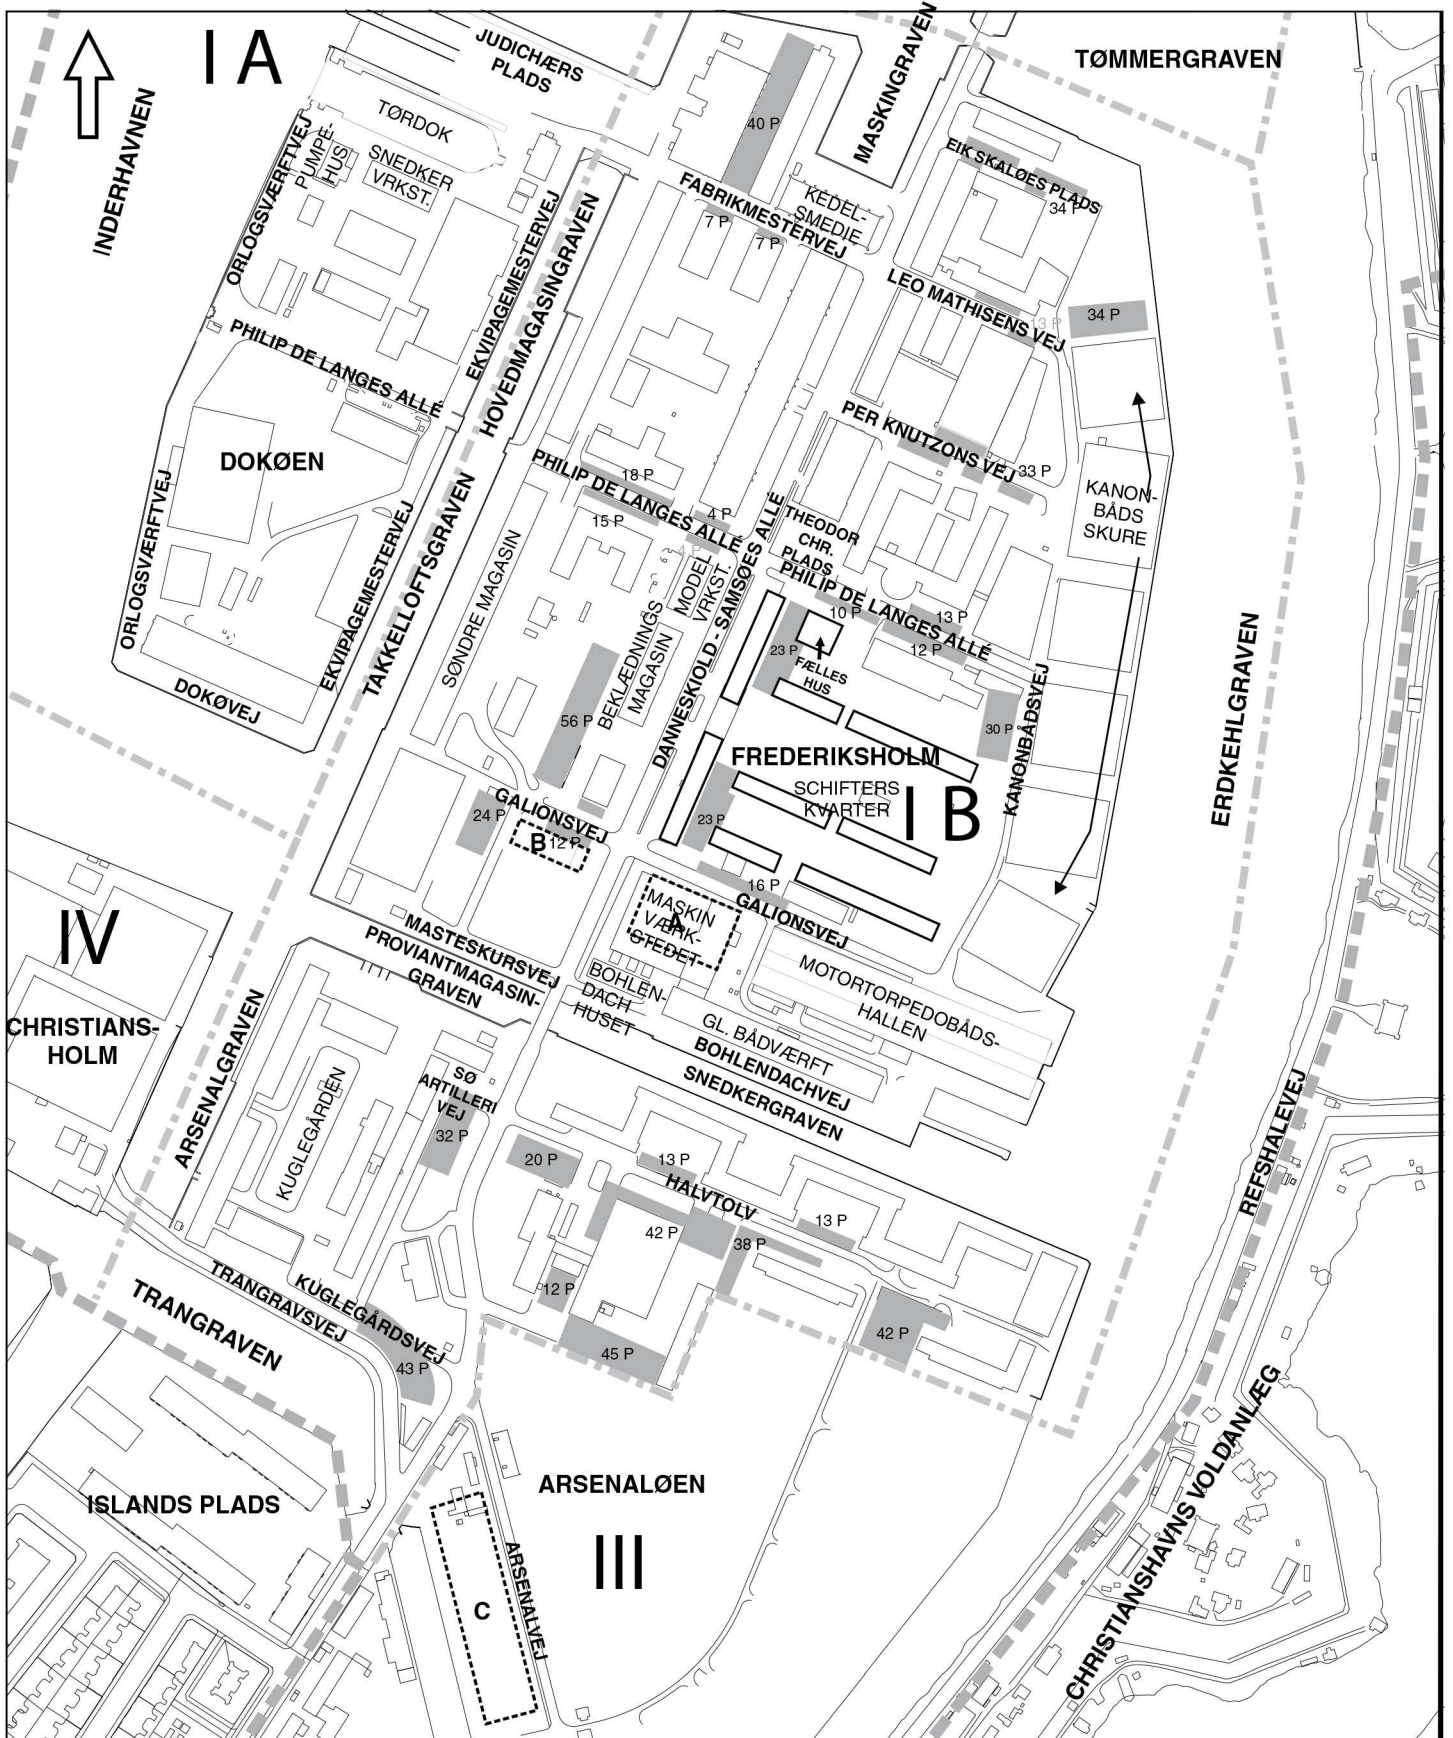 I A
JUDICHÆRS
PLADS
MASKINGRAVEN
TØMMERGRAVEN
INDERHAVNEN
TØRDOK
40 P
ORLOGSVÆRFTVEJ
PUMPE-
HUS
SNEDKER
VRKST.
EIK SKALØES PLADS
34 P
FABRIKMESTERVEJ
7 P
7 P
KEDEL-
SMEDIE
EKVIPAGEMESTERVEJ
HOVEDMAGASINGRAVEN
LEO MATHISENS VEJ
13 P
34 P
PHILIP DE LANGES ALLÉ
DOKØEN
PER KNUTZONS VEJ
33 P
KANON-
BÅDS
SKURE
PHILIP DE LANGES ALLÉ
18 P
15 P
4 P
4 P
ORLOGSVÆRFTVEJ
EKVIPAGEMESTERVEJ
TAKKELLOFTSGRAVEN
SØNDRE MAGASIN
MODEL
VRKST.
DANNESKIOLD - SAMSØES ALLÉ
THEODOR
CHR.
PLADS
PHILIP DE LANGES ALLÉ
10 P
13 P
12 P
23 P
FÆLLES
HUS
BEKLÆDNINGS
MAGASIN
56 P
DOKØVEJ
30 P
KANONBÅDSVEJ
ERDKEHLGRAVEN
FREDERIKSHOLM
SCHIFTERS
KVARTER
I B
24 P
GALIONSVEJ
B
12 P
23 P
16 P
GALIONSVEJ
MASKIN
VÆRK-
STEDET
A
IV
MASTESKURSVEJ
PROVIANTMAGASIN-
GRAVEN
BOHLEN-
DACH
HUSET
MOTORTORPEDOBÅDS-
HALLEN
CHRISTIANS-
HOLM
ARSENALGRAVEN
GL. BÅDVÆRFT
BOHLENDACHVEJ
SNEDKERGRAVEN
KUGLEGÅRDEN
SØ
ARTILLERI
VEJ
32 P
20 P
13 P
HALVTOLV
42 P
38 P
13 P
REFSHALEVEJ
12 P
45 P
42 P
TRANGRAVSVEJ
KUGLEGÅRDSVEJ
43 P
TRANGRAVEN
ISLANDS PLADS
ARSENALØEN
III
C
ARSENALVEJ
CHRISTIANSHAVNS VOLDANLÆG